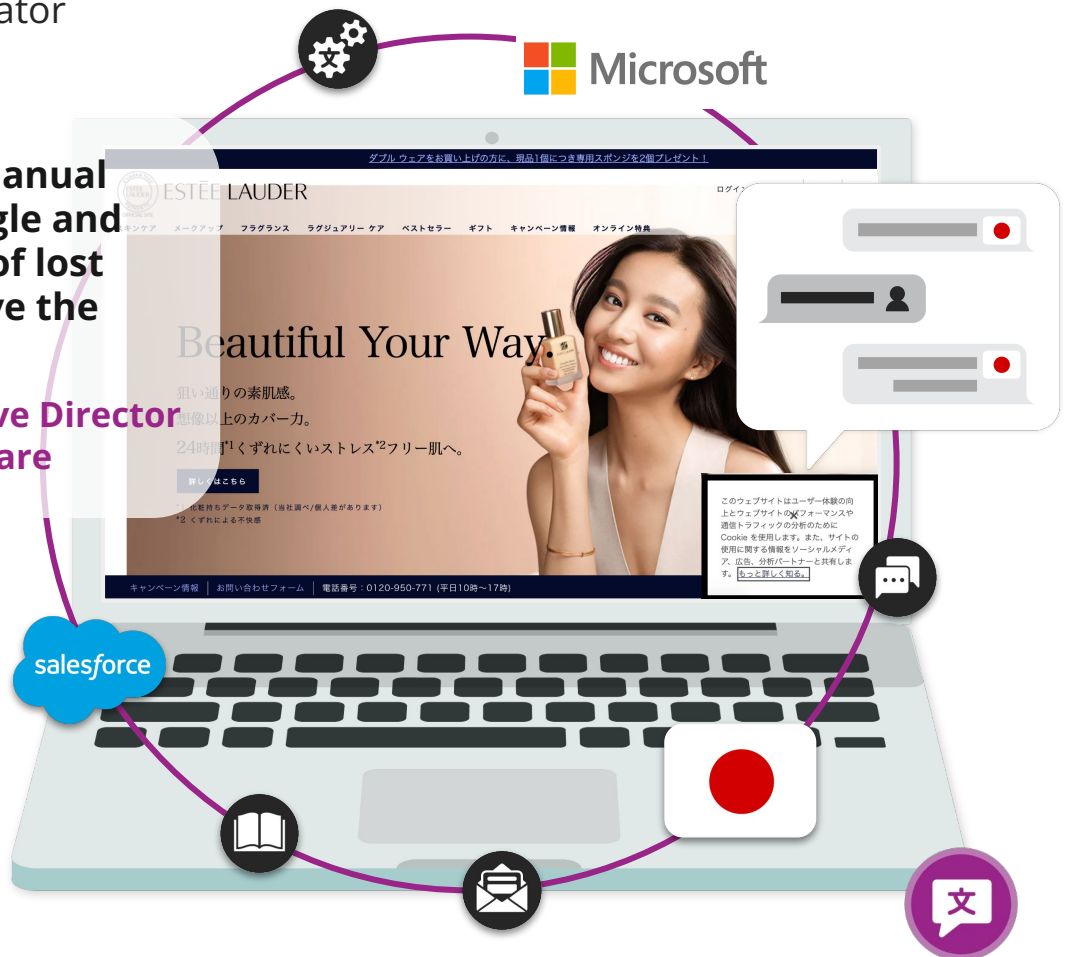 ator
Microsoft
anual
gle and
of lost
ve the
ve Director
are
ダブル ウェアをお買い上げの方に、現品1個につき専用スポンジを2個プレゼント！
ESTĒE LAUDER
ログイン
スキンケア メークアップ フラグランス ラグジュアリー ケア ベストセラー ギフト キャンペーン情報 オンライン特典
Beautiful Your Way.
狙い通りの素肌感。
想像以上のカバー力。
24時間*1くずれにくいストレス*2フリー肌へ。
詳しくはこちら
化粧持ちデータ取得済（当社調べ/個人差があります）
*2 くずれによる不快感
キャンペーン情報 お問い合わせフォーム 電話番号：0120-950-771 (平日10時〜17時)
このウェブサイトはユーザー体験の向
上とウェブサイトのパフォーマンスや
通信トラフィックの分析のために
Cookie を使用します。また、サイトの
使用に関する情報をソーシャルメディ
ア、広告、分析パートナーと共有しま
す。もっと詳しく知る。
salesforce
文
文